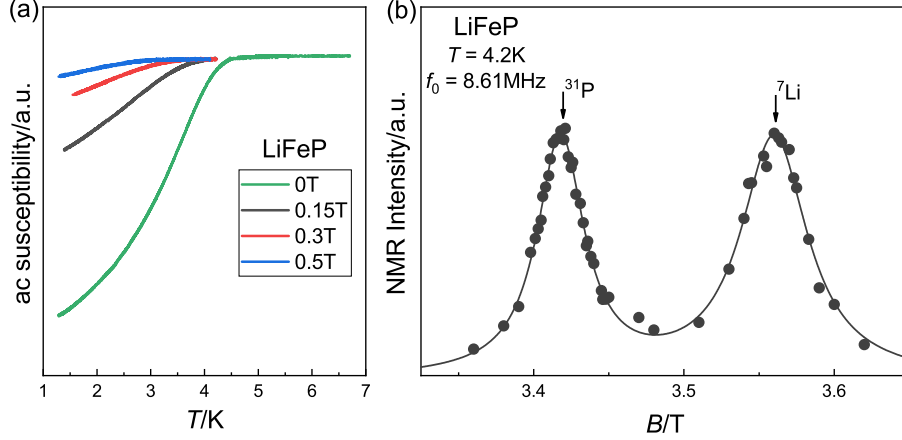 (a)
ac susceptibility/a.u.
LiFeP
0T
0.15T
0.3T
0.5T
1 2 3 4 5 6 7
T/K
(b)
LiFeP
T = 4.2K
f₀ = 8.61MHz
³¹P
⁷Li
NMR Intensity/a.u.
3.4 3.5 3.6
B/T